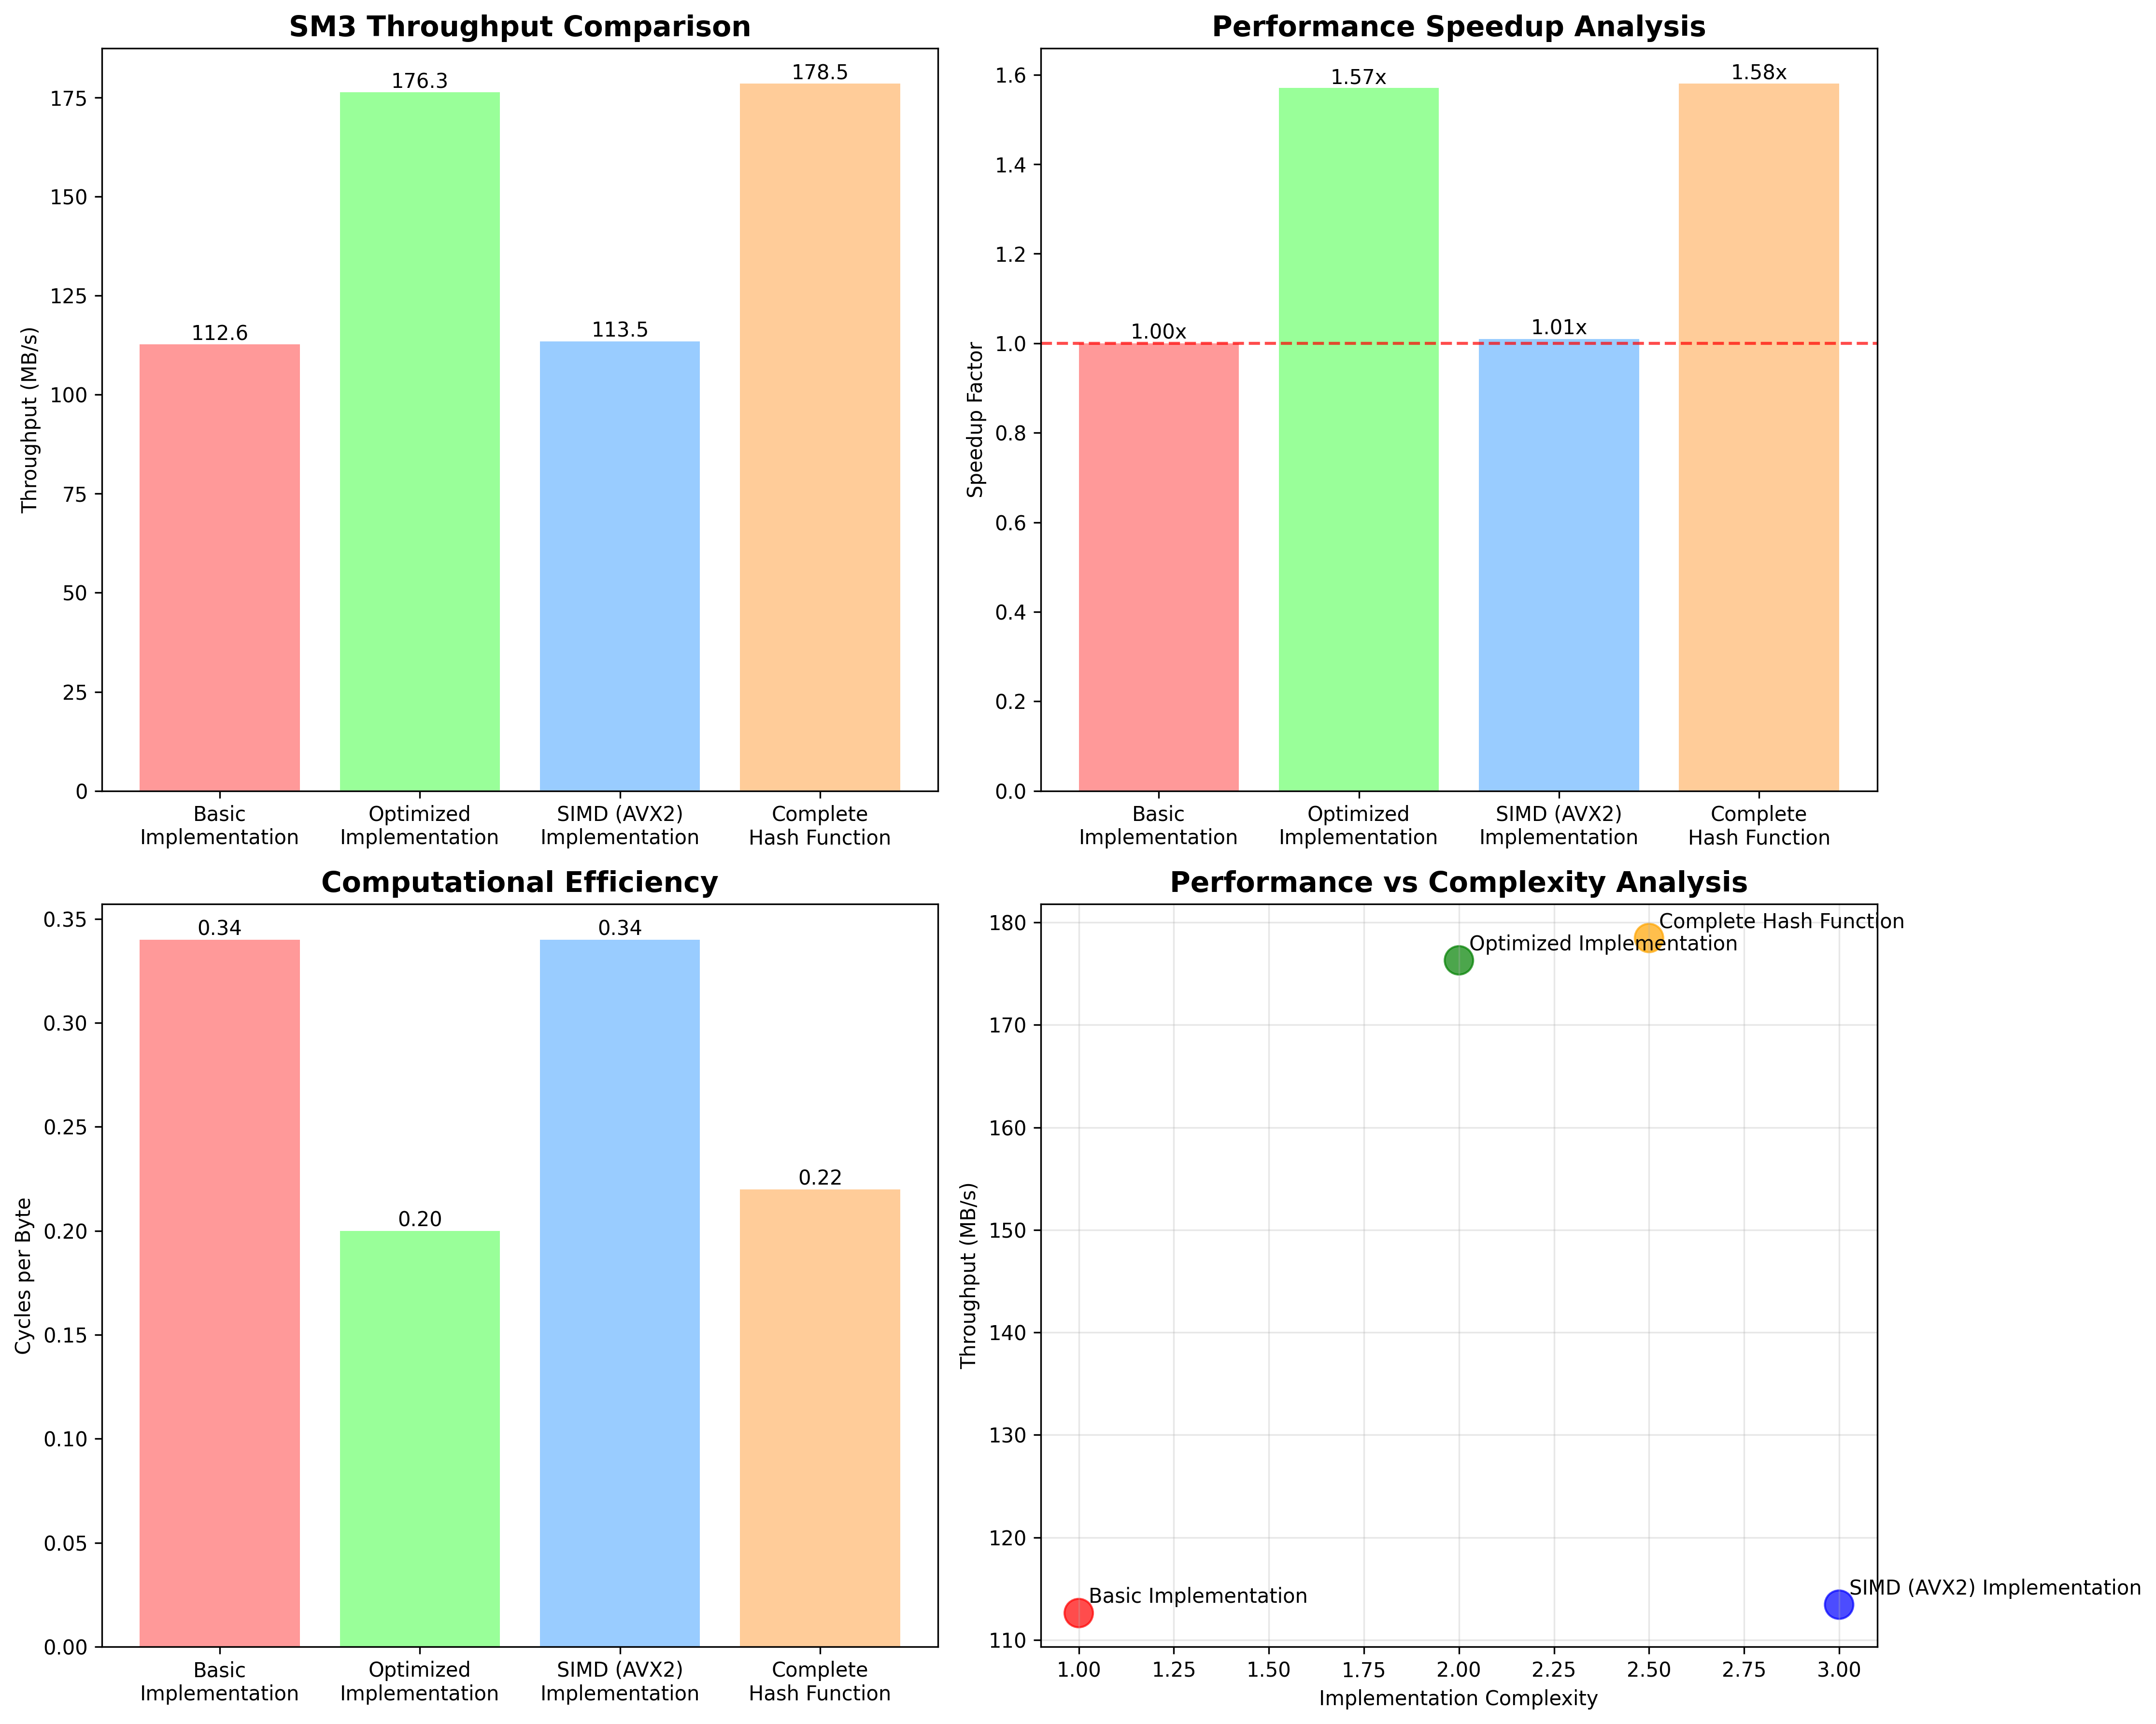 SM3 Throughput Comparison
Throughput (MB/s)
175
150
125
100
75
50
25
0
112.6
176.3
113.5
178.5
Basic
Implementation
Optimized
Implementation
SIMD (AVX2)
Implementation
Complete
Hash Function
Performance Speedup Analysis
Speedup Factor
1.6
1.4
1.2
1.0
0.8
0.6
0.4
0.2
0.0
1.00x
1.57x
1.01x
1.58x
Basic
Implementation
Optimized
Implementation
SIMD (AVX2)
Implementation
Complete
Hash Function
Computational Efficiency
Cycles per Byte
0.35
0.30
0.25
0.20
0.15
0.10
0.05
0.00
0.34
0.20
0.34
0.22
Basic
Implementation
Optimized
Implementation
SIMD (AVX2)
Implementation
Complete
Hash Function
Performance vs Complexity Analysis
Throughput (MB/s)
180
170
160
150
140
130
120
110
Complete Hash Function
Optimized Implementation
Basic Implementation
SIMD (AVX2) Implementation
1.00
1.25
1.50
1.75
2.00
2.25
2.50
2.75
3.00
Implementation Complexity